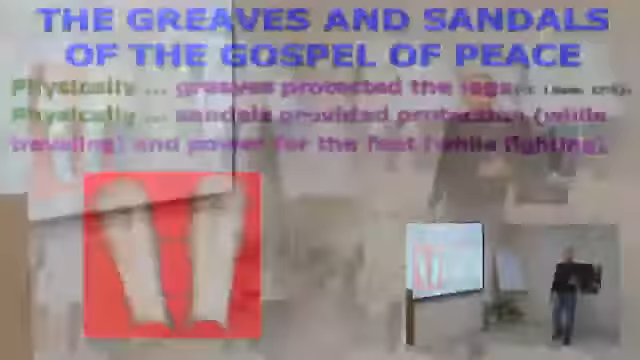 THE GREAVES AND SANDALS
OF THE GOSPEL OF PEACE
Physically ... greaves protected the legs
Physically ... sandals provided protection (while
traveling) and power for the feet (while fighting).